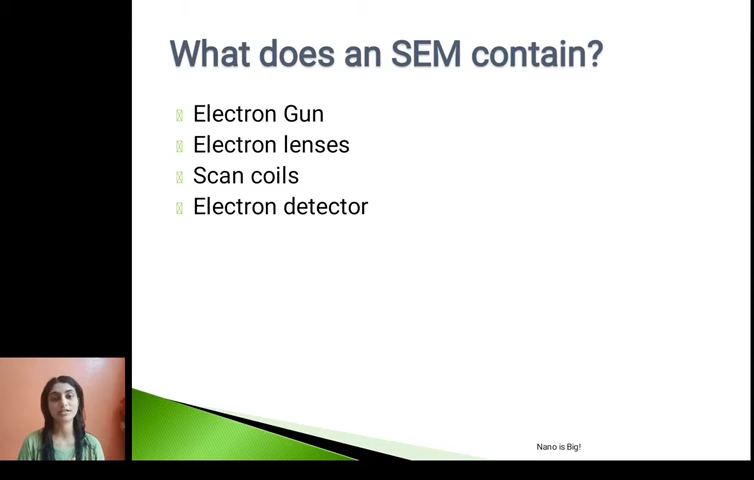 What does an SEM contain?
Electron Gun
Electron lenses
Scan coils
Electron detector
Nano is Big!